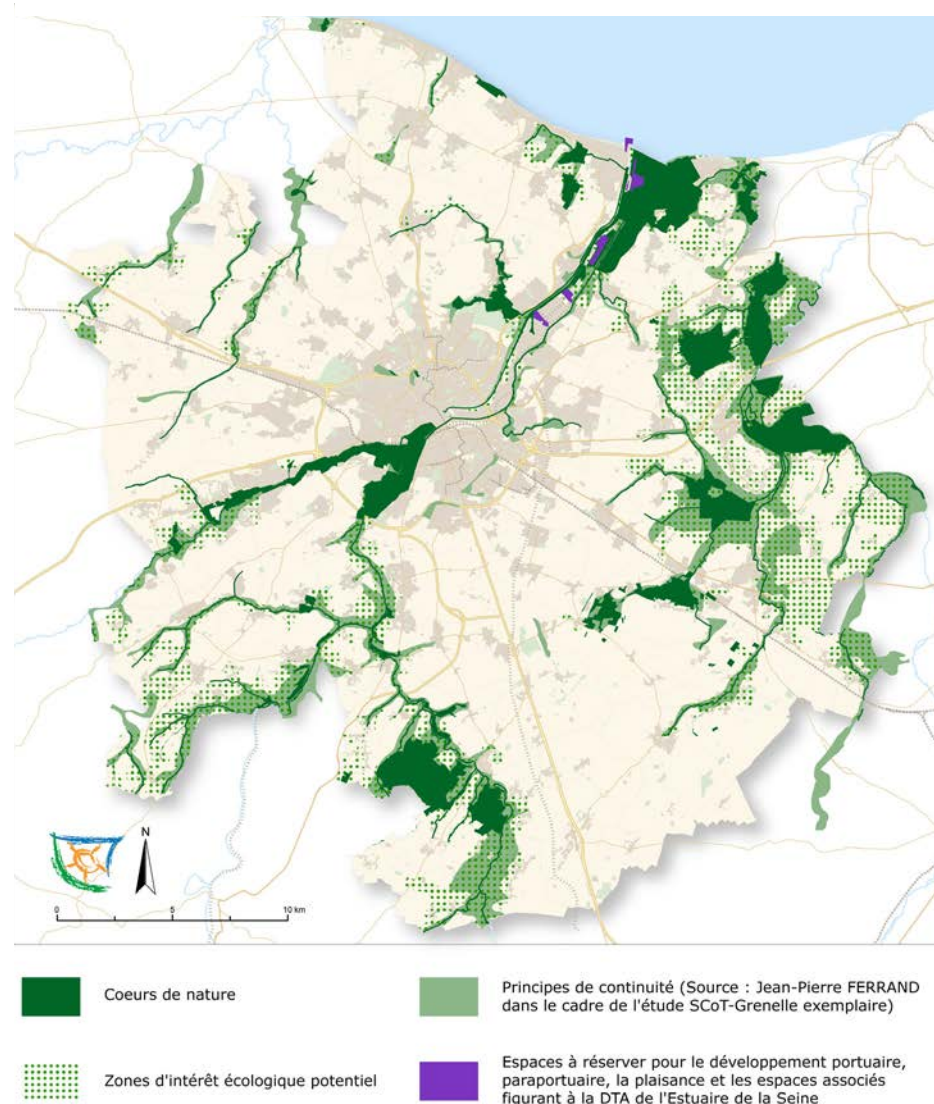 N
0 5 10 km
Coeurs de nature
Principes de continuité (Source : Jean-Pierre FERRAND
dans le cadre de l'étude SCoT-Grenelle exemplaire)
Zones d'intérêt écologique potentiel
Espaces à réserver pour le développement portuaire,
paraportuaire, la plaisance et les espaces associés
figurant à la DTA de l'Estuaire de la Seine